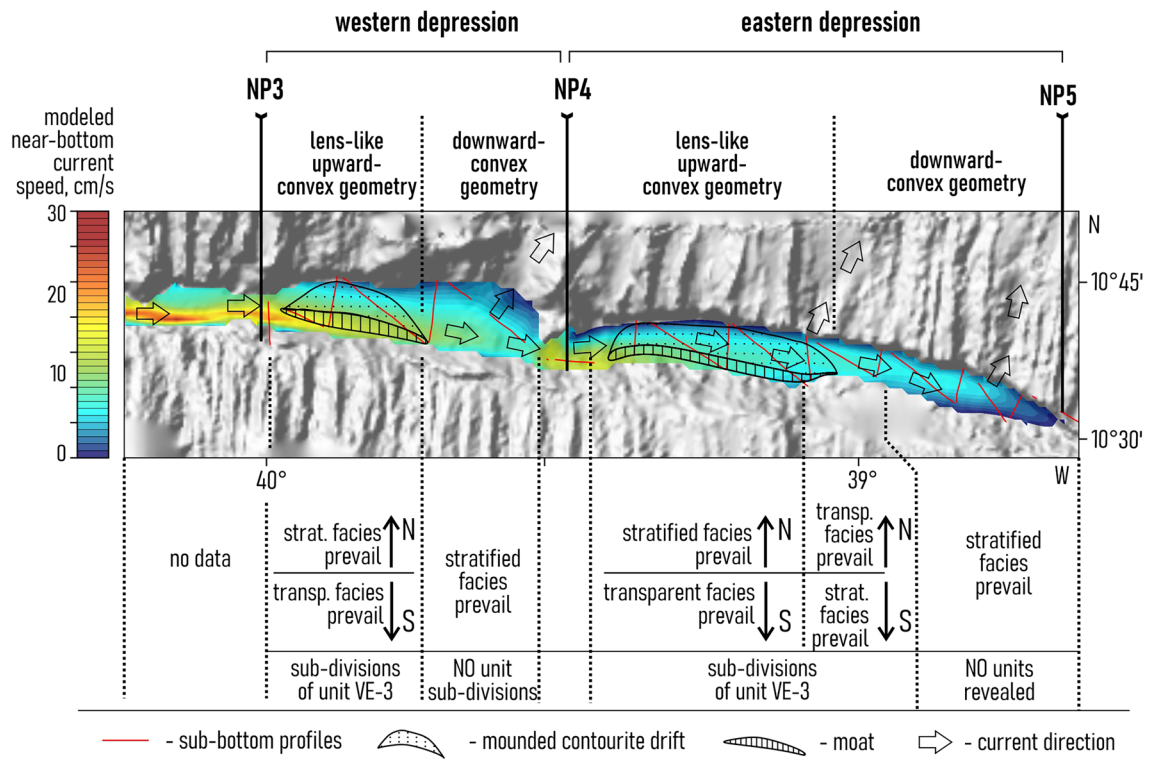 western depression
eastern depression
NP3
NP4
NP5
modeled
near-bottom
current
speed, cm/s
lens-like
upward-
convex geometry
downward-
convex
geometry
lens-like
upward-
convex geometry
downward-
convex geometry
30
20
10
0
N
10°45'
10°30'
40°
39°
W
no data
strat. facies
prevail
N
transp. facies
prevail
S
stratified
facies
prevail
stratified facies
prevail
N
transparent facies
prevail
S
transp.
facies
prevail
N
strat.
facies
prevail
S
stratified
facies
prevail
sub-divisions
of unit VE-3
NO unit
sub-divisions
sub-divisions
of unit VE-3
NO units
revealed
- sub-bottom profiles
- mounded contourite drift
- moat
- current direction